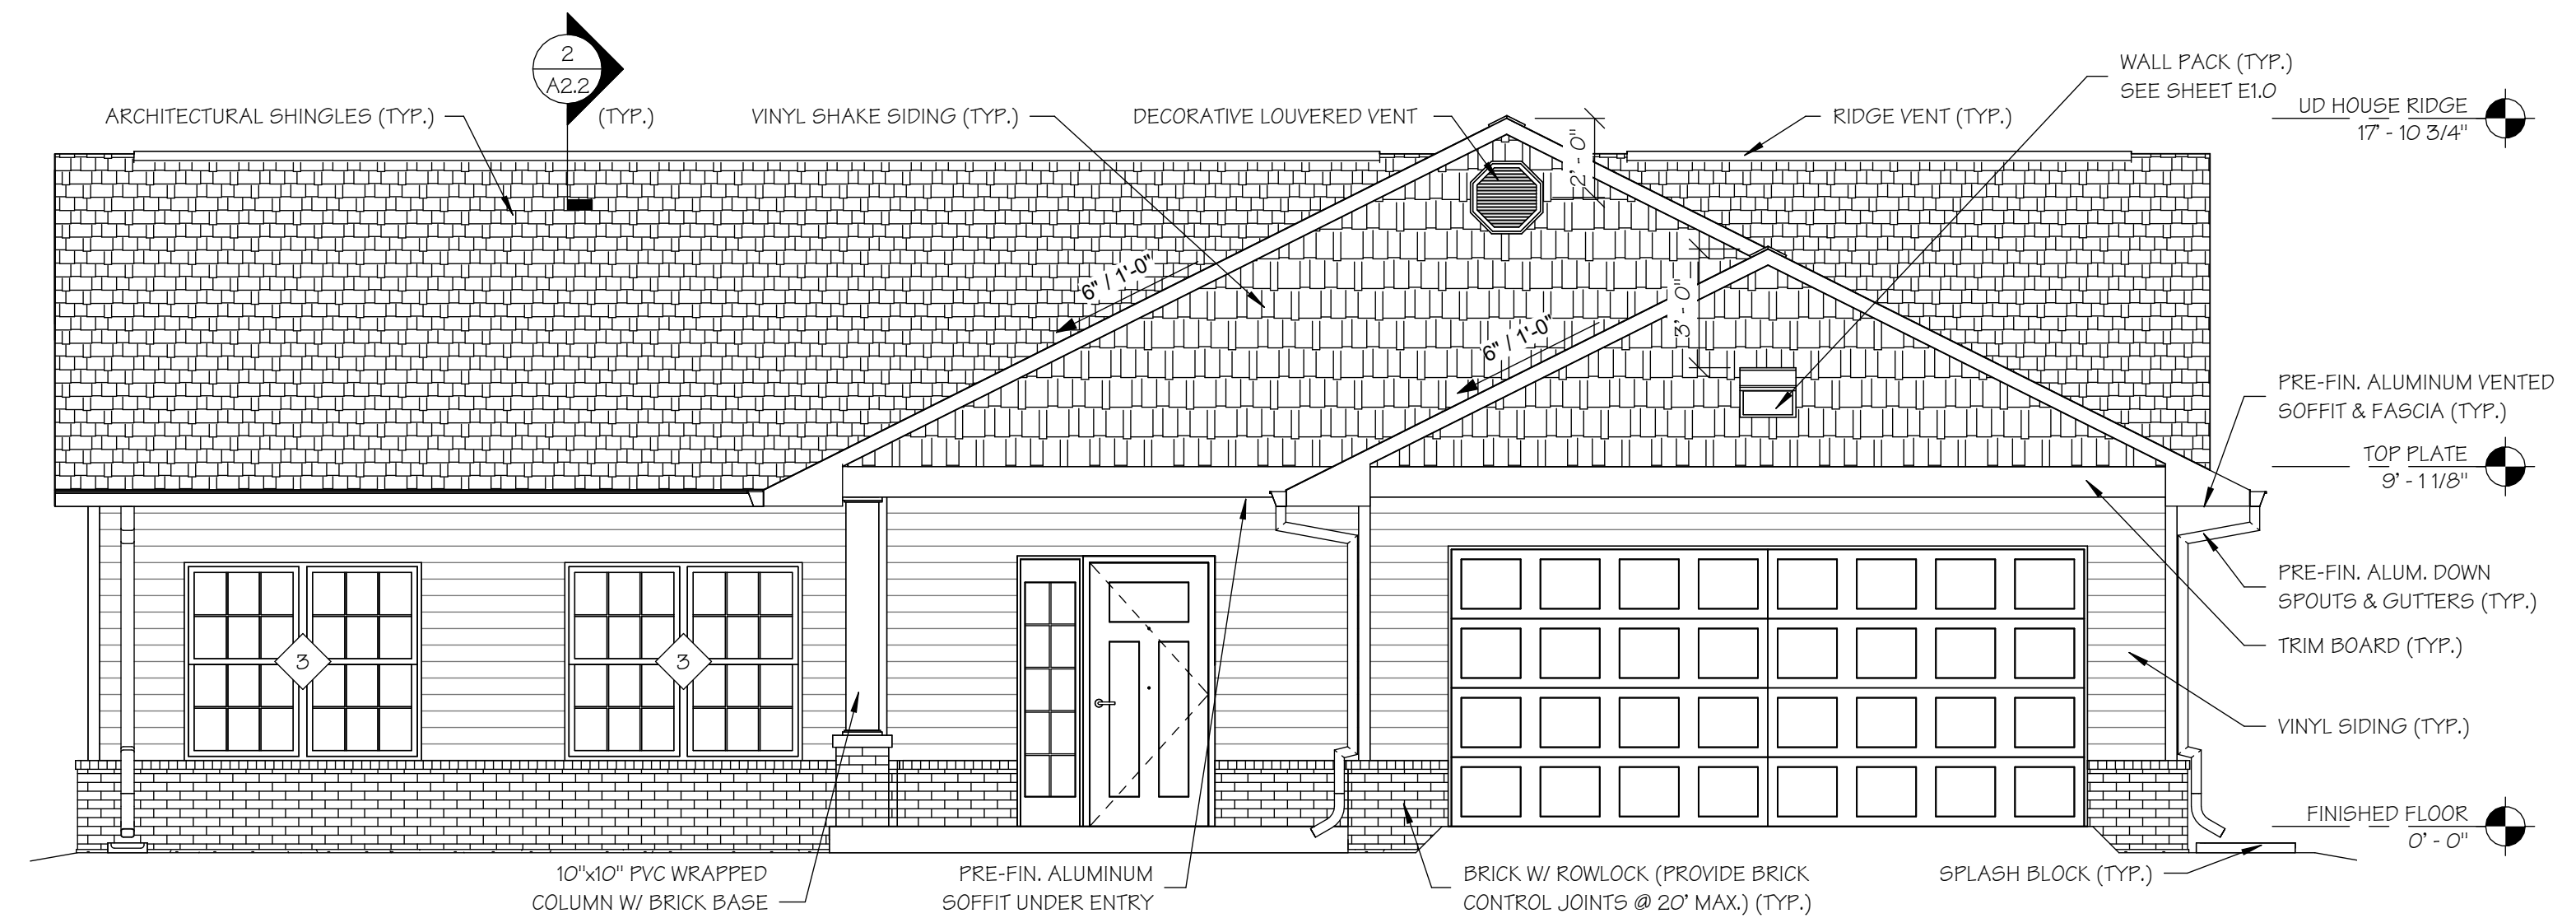 2
A2.2
(TYP.)
ARCHITECTURAL SHINGLES (TYP.)
VINYL SHAKE SIDING (TYP.)
DECORATIVE LOUVERED VENT
RIDGE VENT (TYP.)
WALL PACK (TYP.)
SEE SHEET E1.0
UD HOUSE RIDGE
17' - 10 3/4"
2' - 0"
6" / 1'-0"
3' - 0"
6" / 1'-0"
PRE-FIN. ALUMINUM VENTED
SOFFIT & FASCIA (TYP.)
TOP PLATE
9' - 1 1/8"
PRE-FIN. ALUM. DOWN
SPOUTS & GUTTERS (TYP.)
TRIM BOARD (TYP.)
3
3
VINYL SIDING (TYP.)
FINISHED FLOOR
0' - 0"
10"x10" PVC WRAPPED
COLUMN W/ BRICK BASE
PRE-FIN. ALUMINUM
SOFFIT UNDER ENTRY
BRICK W/ ROWLOCK (PROVIDE BRICK
CONTROL JOINTS @ 20' MAX.) (TYP.)
SPLASH BLOCK (TYP.)